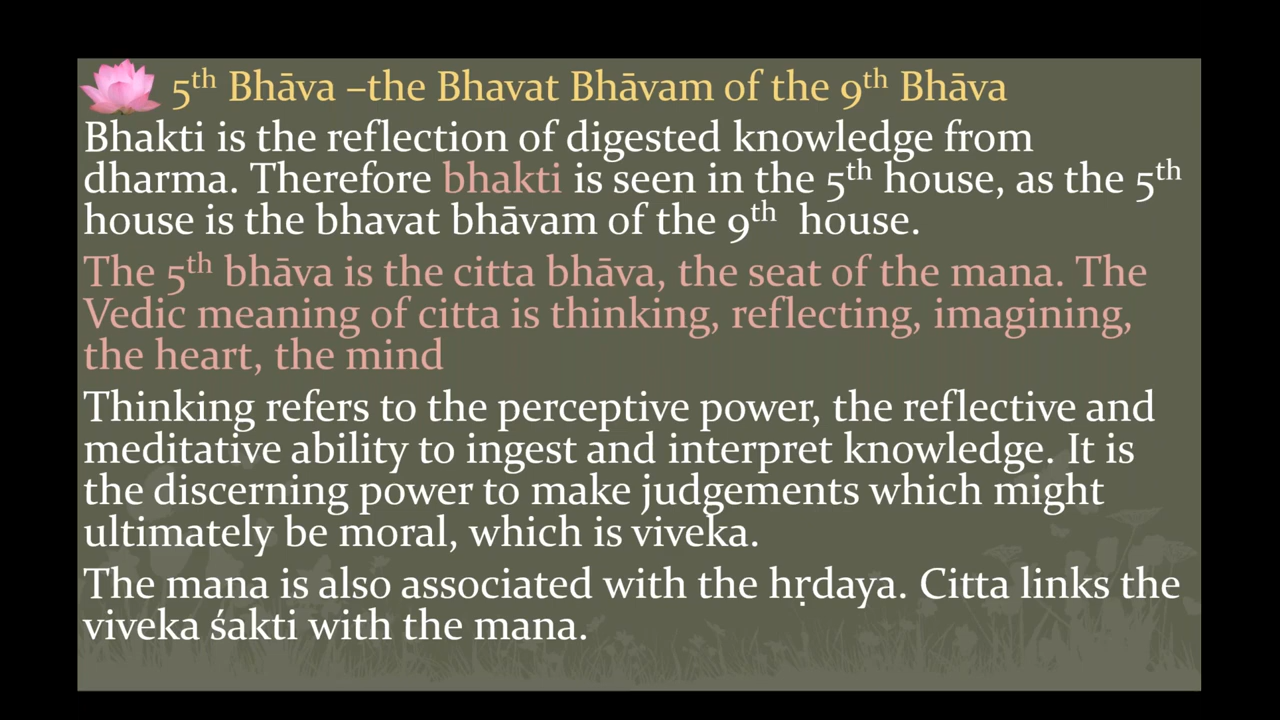 5th Bhāva –the Bhavat Bhāvam of the 9th Bhāva
Bhakti is the reflection of digested knowledge from
dharma. Therefore bhakti is seen in the 5th house, as the 5th
house is the bhavat bhāvam of the 9th house.
The 5th bhāva is the citta bhāva, the seat of the mana. The
Vedic meaning of citta is thinking, reflecting, imagining,
the heart, the mind
Thinking refers to the perceptive power, the reflective and
meditative ability to ingest and interpret knowledge. It is
the discerning power to make judgements which might
ultimately be moral, which is viveka.
The mana is also associated with the hṛdaya. Citta links the
viveka śakti with the mana.